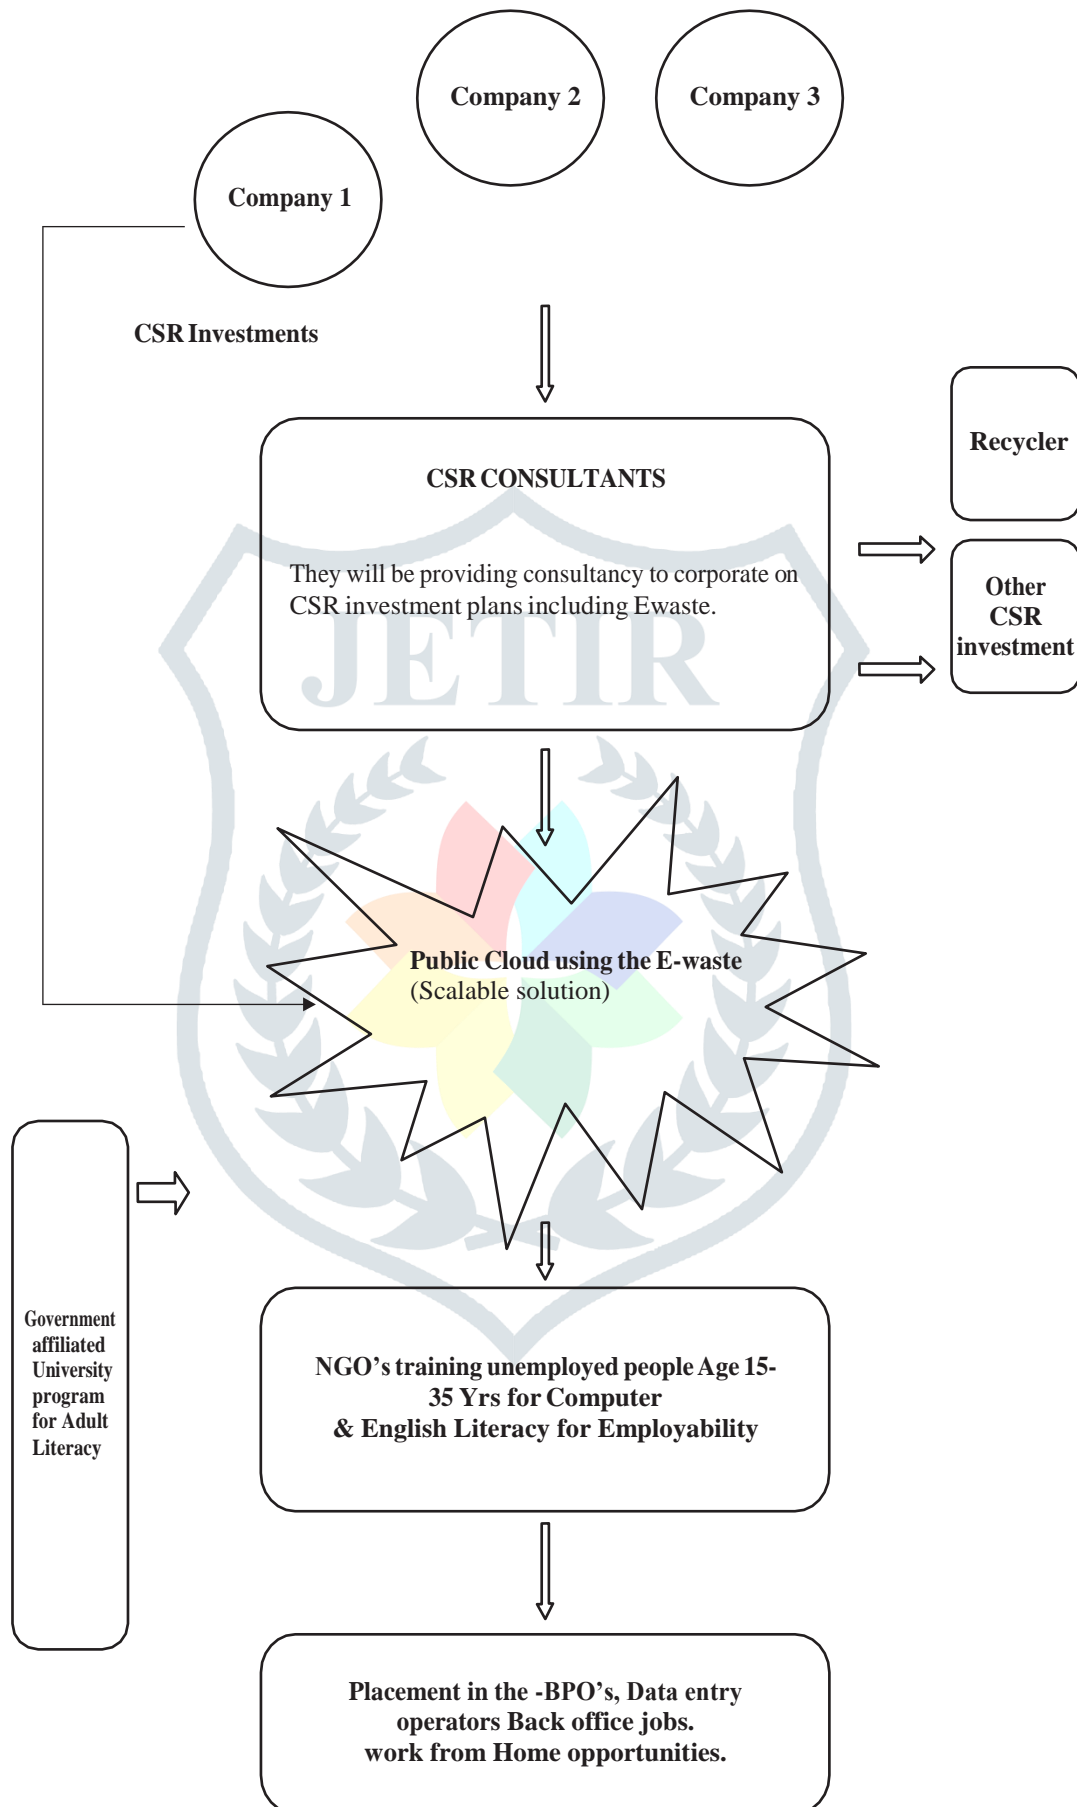 Company 2
Company 3
Company 1
CSR Investments
Recycler
CSR CONSULTANTS
They will be providing consultancy to corporate on
CSR investment plans including Ewaste.
Other
CSR
investment
JETIR
Public Cloud using the E-waste
(Scalable solution)
Government
affiliated
University
program
for Adult
Literacy
NGO’s training unemployed people Age 15-
35 Yrs for Computer
& English Literacy for Employability
Placement in the -BPO’s, Data entry
operators Back office jobs.
work from Home opportunities.